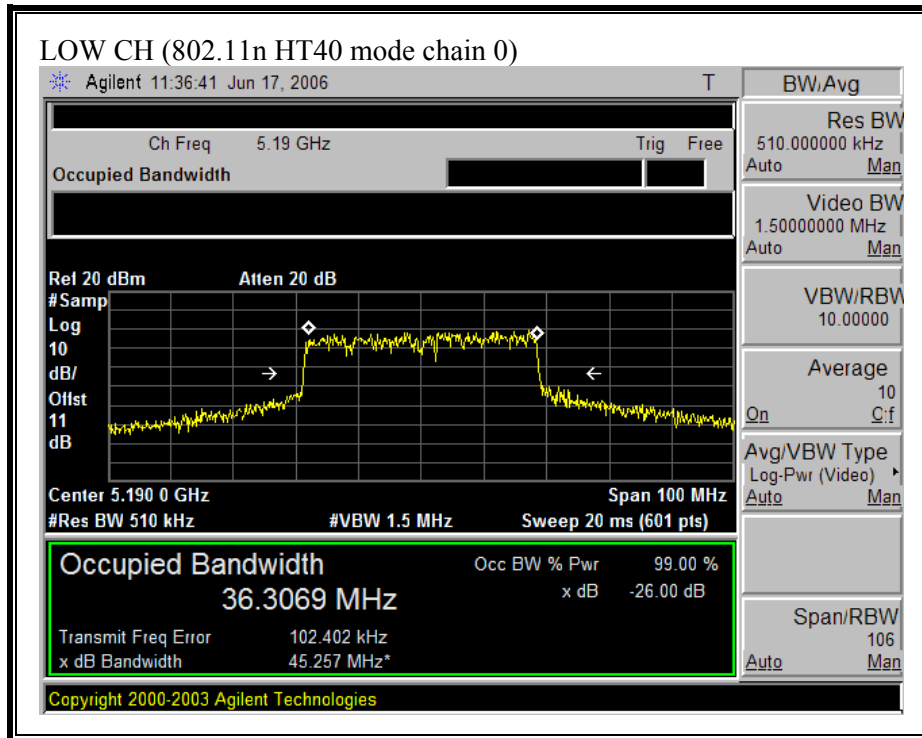 LOW CH (802.11n HT40 mode chain 0)
Agilent 11:36:41 Jun 17, 2006 T
BW/Avg
Ch Freq 5.19 GHz Trig Free
Occupied Bandwidth
Res BW
510.000000 kHz
Auto Man
Video BW
1.50000000 MHz
Auto Man
VBW/RBW
10.00000
Average
10
On Off
Avg/VBW Type
Log-Pwr (Video)
Auto Man
Span/RBW
106
Auto Man
Ref 20 dBm Atten 20 dB
#Samp
Log
10
dB/
Offst
11
dB
Center 5.190 0 GHz Span 100 MHz
#Res BW 510 kHz #VBW 1.5 MHz Sweep 20 ms (601 pts)
Occupied Bandwidth
36.3069 MHz
Occ BW % Pwr 99.00 %
x dB -26.00 dB
Transmit Freq Error 102.402 kHz
x dB Bandwidth 45.257 MHz*
Copyright 2000-2003 Agilent Technologies